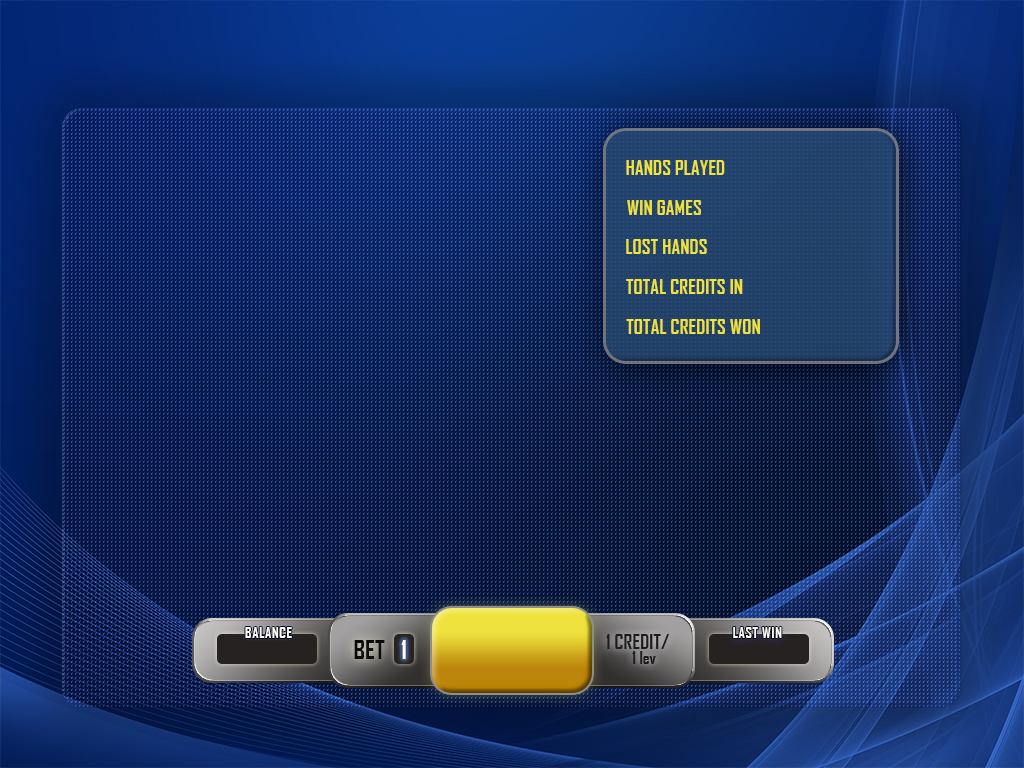 HANDS PLAYED
WIN GAMES
LOST HANDS
TOTAL CREDITS IN
TOTAL CREDITS WON
BALANCE
BET 1
1 CREDIT/
1 lev
LAST WIN